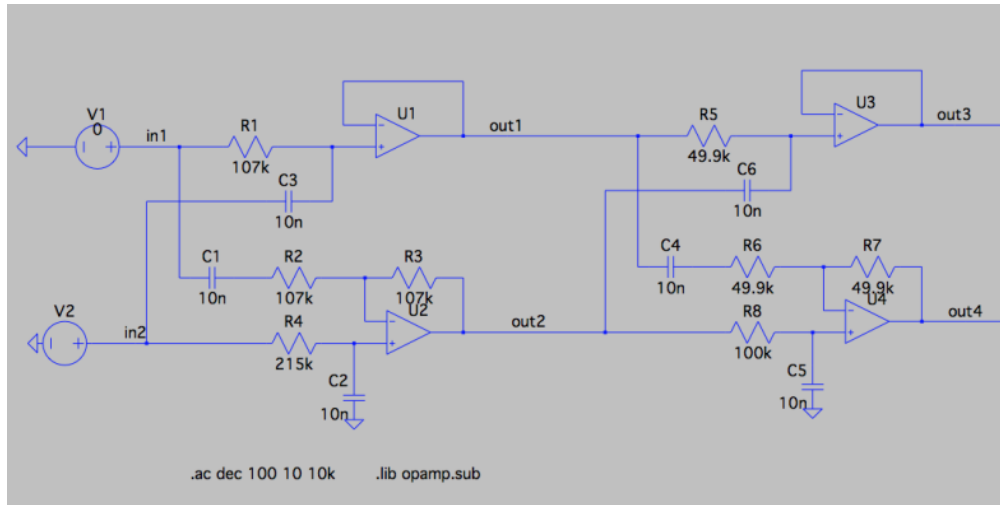 V1
0
in1
R1
107k
U1
out1
C3
10n
R5
49.9k
U3
out3
C6
10n
C1
10n
R2
107k
R3
107k
U2
V2
in2
R4
215k
C2
10n
out2
C4
10n
R6
49.9k
R7
49.9k
U4
R8
100k
C5
10n
out4
.ac dec 100 10 10k
.lib opamp.sub